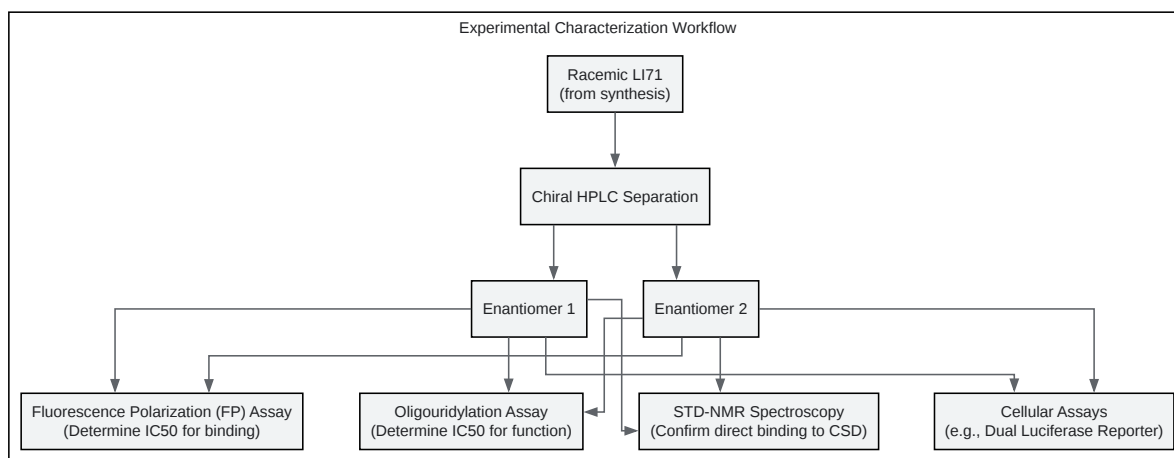 Experimental Characterization Workflow
Racemic LI71
(from synthesis)
Chiral HPLC Separation
Enantiomer 1
Enantiomer 2
Fluorescence Polarization (FP) Assay
(Determine IC50 for binding)
Oligouridylation Assay
(Determine IC50 for function)
STD-NMR Spectroscopy
(Confirm direct binding to CSD)
Cellular Assays
(e.g., Dual Luciferase Reporter)